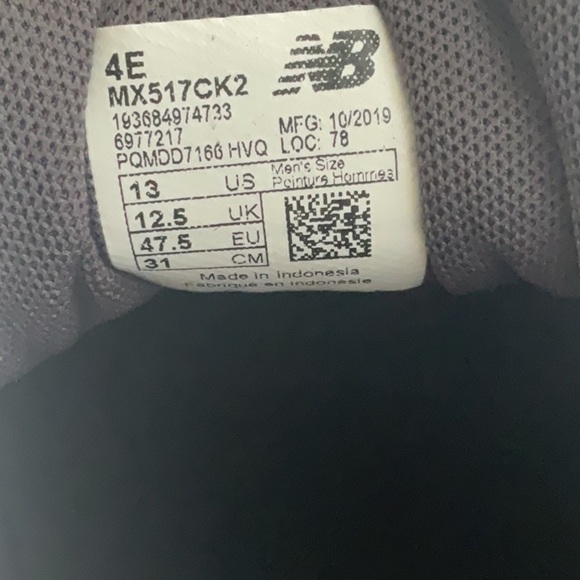 4E
NB
MX517CK2
193684974733
6977217
MFG: 10/2019
PQMDD7166 HVQ
LOC: 78
13 US
Men's Size
Pointure Hommes
12.5 UK
47.5 EU
31 CM
Made in Indonesia
Fabriqué en Indonésie